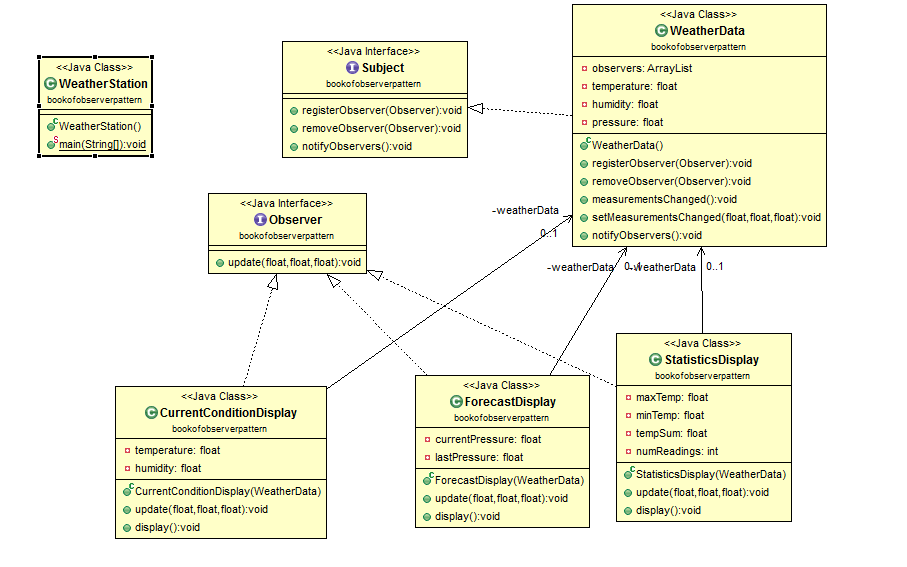 <<Java Class>>
WeatherStation
bookofobserverpattern
WeatherStation()
main(String[]):void
<<Java Interface>>
Subject
bookofobserverpattern
registerObserver(Observer):void
removeObserver(Observer):void
notifyObservers():void
<<Java Class>>
WeatherData
bookofobserverpattern
observers: ArrayList
temperature: float
humidity: float
pressure: float
WeatherData()
registerObserver(Observer):void
removeObserver(Observer):void
measurementsChanged():void
setMeasurementsChanged(float,float,float):void
notifyObservers():void
<<Java Interface>>
Observer
bookofobserverpattern
update(float,float,float):void
-weatherData
0..1
-weatherData
0..1
-weatherData
0..1
<<Java Class>>
CurrentConditionDisplay
bookofobserverpattern
temperature: float
humidity: float
CurrentConditionDisplay(WeatherData)
update(float,float,float):void
display():void
<<Java Class>>
ForecastDisplay
bookofobserverpattern
currentPressure: float
lastPressure: float
ForecastDisplay(WeatherData)
update(float,float,float):void
display():void
<<Java Class>>
StatisticsDisplay
bookofobserverpattern
maxTemp: float
minTemp: float
tempSum: float
numReadings: int
StatisticsDisplay(WeatherData)
update(float,float,float):void
display():void